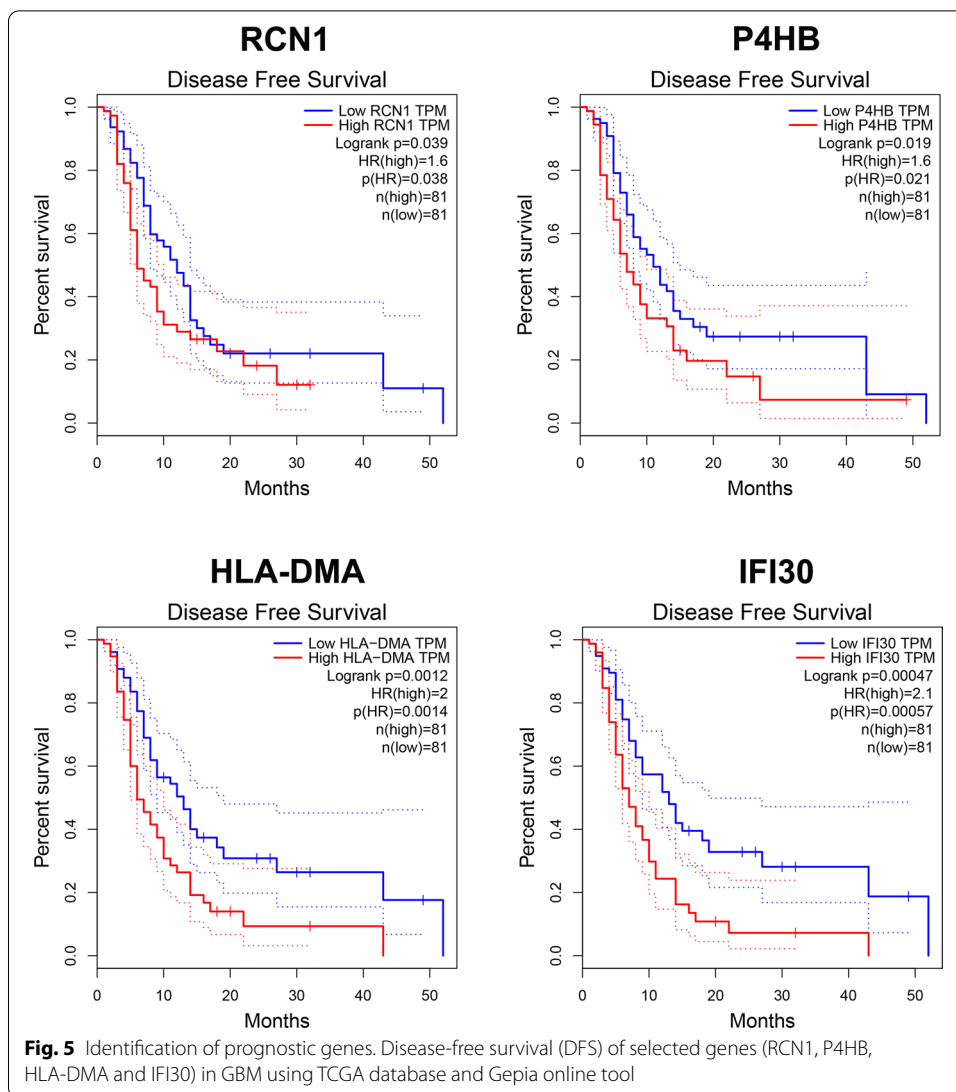 RCN1
Disease Free Survival
Low RCN1 TPM
High RCN1 TPM
Logrank p=0.039
HR(high)=1.6
p(HR)=0.038
n(high)=81
n(low)=81
Percent survival
0.0 0.2 0.4 0.6 0.8 1.0
0 10 20 30 40 50
Months
P4HB
Disease Free Survival
Low P4HB TPM
High P4HB TPM
Logrank p=0.019
HR(high)=1.6
p(HR)=0.021
n(high)=81
n(low)=81
Percent survival
0.0 0.2 0.4 0.6 0.8 1.0
0 10 20 30 40 50
Months
HLA-DMA
Disease Free Survival
Low HLA−DMA TPM
High HLA−DMA TPM
Logrank p=0.0012
HR(high)=2
p(HR)=0.0014
n(high)=81
n(low)=81
Percent survival
0.0 0.2 0.4 0.6 0.8 1.0
0 10 20 30 40 50
Months
IFI30
Disease Free Survival
Low IFI30 TPM
High IFI30 TPM
Logrank p=0.00047
HR(high)=2.1
p(HR)=0.00057
n(high)=81
n(low)=81
Percent survival
0.0 0.2 0.4 0.6 0.8 1.0
0 10 20 30 40 50
Months
Fig. 5 Identification of prognostic genes. Disease-free survival (DFS) of selected genes (RCN1, P4HB,
HLA-DMA and IFI30) in GBM using TCGA database and Gepia online tool